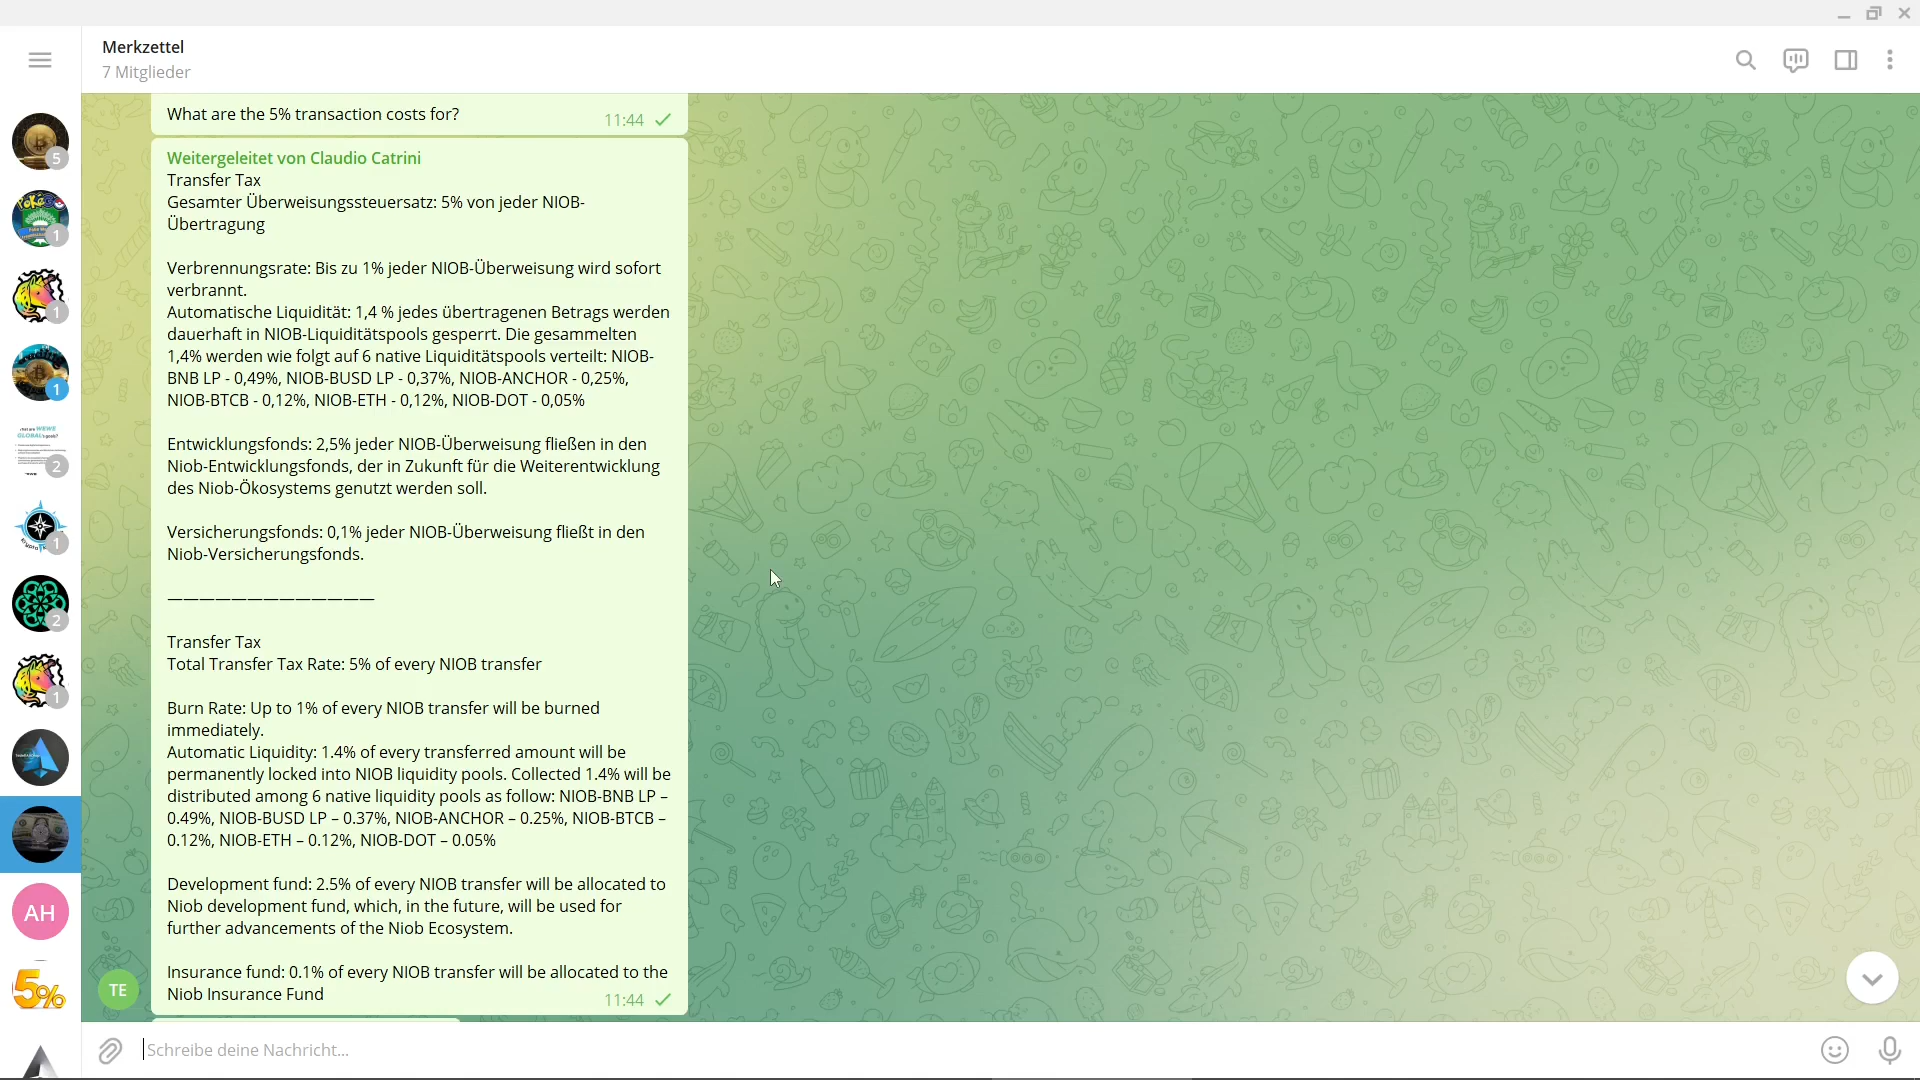 Merkzettel
7 Mitglieder
What are the 5% transaction costs for?
11:44
Weitergeleitet von Claudio Catrini
Transfer Tax
Gesamter Überweisungssteuersatz: 5% von jeder NIOB-
Übertragung
Verbrennungsrate: Bis zu 1% jeder NIOB-Überweisung wird sofort
verbrannt.
Automatische Liquidität: 1,4 % jedes übertragenen Betrags werden
dauerhaft in NIOB-Liquiditätspools gesperrt. Die gesammelten
1,4% werden wie folgt auf 6 native Liquiditätspools verteilt: NIOB-
BNB LP - 0,49%, NIOB-BUSD LP - 0,37%, NIOB-ANCHOR - 0,25%,
NIOB-BTCB - 0,12%, NIOB-ETH - 0,12%, NIOB-DOT - 0,05%
Entwicklungsfonds: 2,5% jeder NIOB-Überweisung fließen in den
Niob-Entwicklungsfonds, der in Zukunft für die Weiterentwicklung
des Niob-Ökosystems genutzt werden soll.
Versicherungsfonds: 0,1% jeder NIOB-Überweisung fließt in den
Niob-Versicherungsfonds.
—————————————
Transfer Tax
Total Transfer Tax Rate: 5% of every NIOB transfer
Burn Rate: Up to 1% of every NIOB transfer will be burned
immediately.
Automatic Liquidity: 1.4% of every transferred amount will be
permanently locked into NIOB liquidity pools. Collected 1.4% will be
distributed among 6 native liquidity pools as follow: NIOB-BNB LP –
0.49%, NIOB-BUSD LP – 0.37%, NIOB-ANCHOR – 0.25%, NIOB-BTCB –
0.12%, NIOB-ETH – 0.12%, NIOB-DOT – 0.05%
Development fund: 2.5% of every NIOB transfer will be allocated to
Niob development fund, which, in the future, will be used for
further advancements of the Niob Ecosystem.
Insurance fund: 0.1% of every NIOB transfer will be allocated to the
Niob Insurance Fund
11:44
TE
Schreibe deine Nachricht...
5
1
1
1
WEWE
GLOBAL's goals?
2
1
2
1
AH
5%